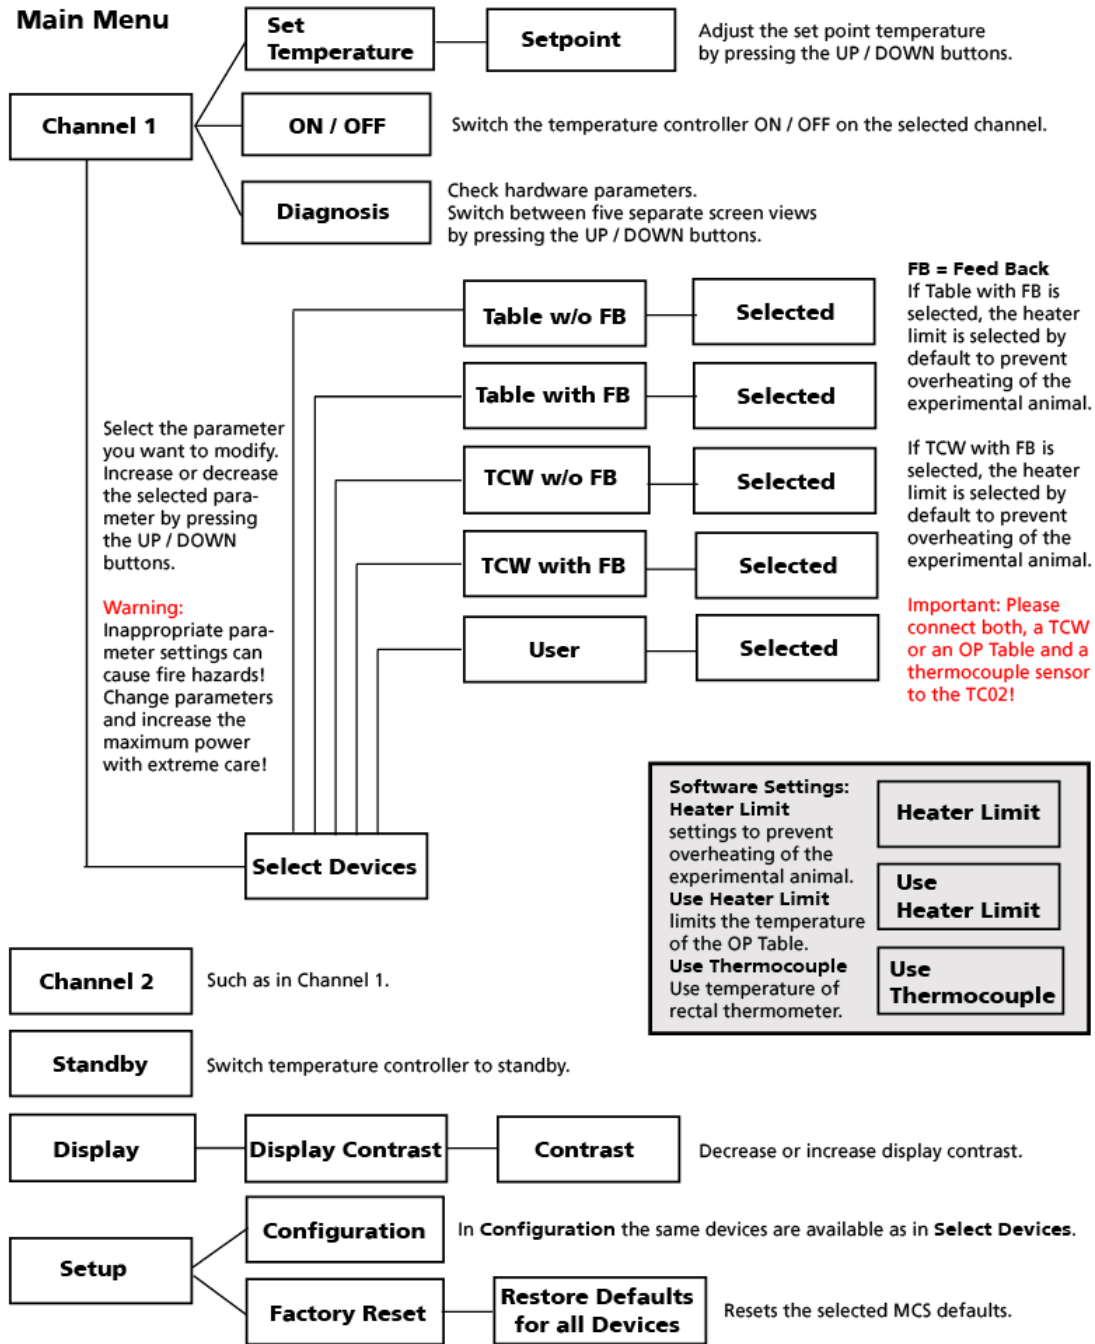 Main Menu
Set
Temperature
Setpoint
Adjust the set point temperature
by pressing the UP / DOWN buttons.
Channel 1
ON / OFF
Switch the temperature controller ON / OFF on the selected channel.
Diagnosis
Check hardware parameters.
Switch between five separate screen views
by pressing the UP / DOWN buttons.
Table w/o FB
Selected
Table with FB
Selected
TCW w/o FB
Selected
TCW with FB
Selected
User
Selected
FB = Feed Back
If Table with FB is
selected, the heater
limit is selected by
default to prevent
overheating of the
experimental animal.
If TCW with FB is
selected, the heater
limit is selected by
default to prevent
overheating of the
experimental animal.
Important: Please
connect both, a TCW
or an OP Table and a
thermocouple sensor
to the TC02!
Select the parameter
you want to modify.
Increase or decrease
the selected para-
meter by pressing
the UP / DOWN
buttons.
Warning:
Inappropriate para-
meter settings can
cause fire hazards!
Change parameters
and increase the
maximum power
with extreme care!
Select Devices
Software Settings:
Heater Limit
settings to prevent
overheating of the
experimental animal.
Use Heater Limit
limits the temperature
of the OP Table.
Use Thermocouple
Use temperature of
rectal thermometer.
Heater Limit
Use
Heater Limit
Use
Thermocouple
Channel 2
Such as in Channel 1.
Standby
Switch temperature controller to standby.
Display
Display Contrast
Contrast
Decrease or increase display contrast.
Setup
Configuration
In Configuration the same devices are available as in Select Devices.
Factory Reset
Restore Defaults
for all Devices
Resets the selected MCS defaults.